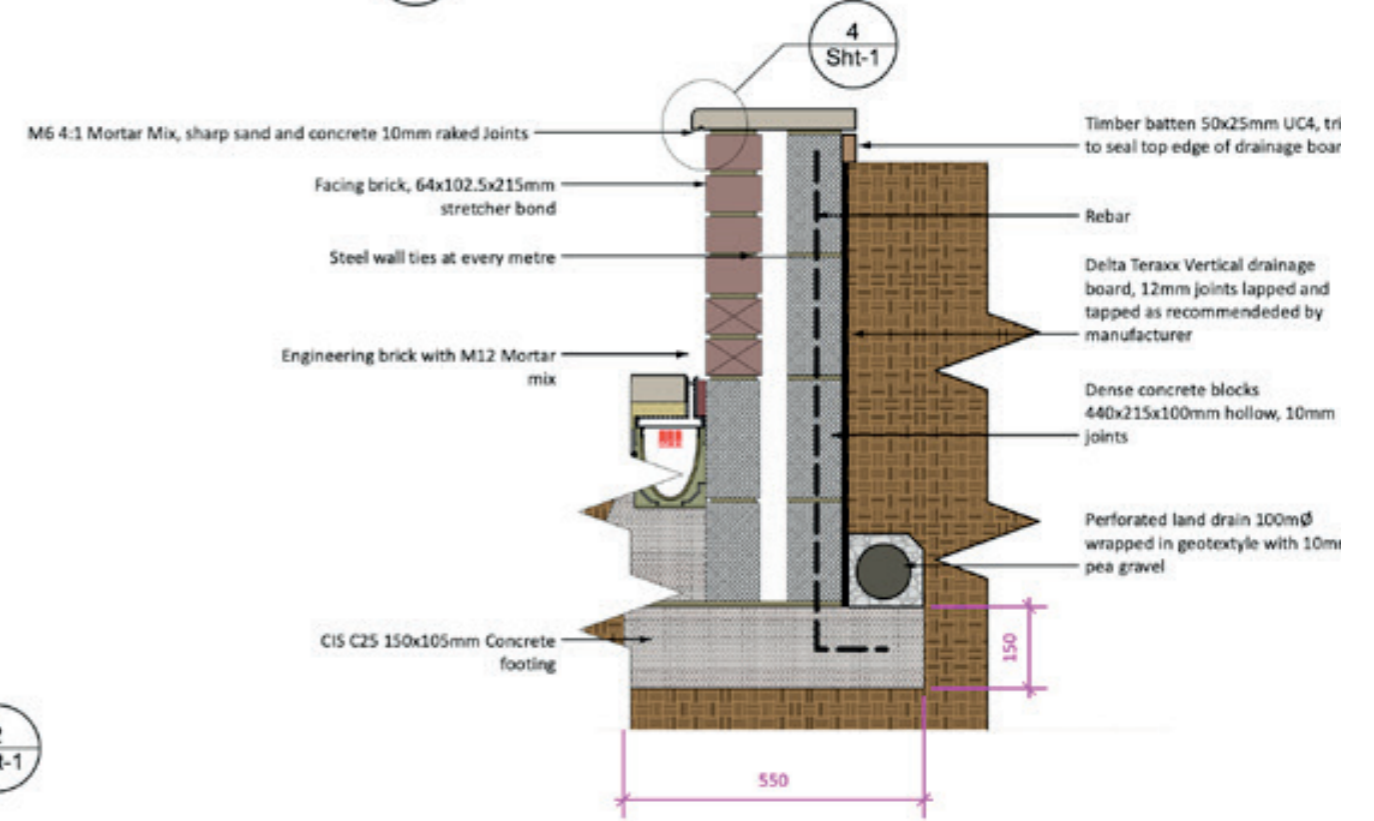 4
Sht-1
M6 4:1 Mortar Mix, sharp sand and concrete 10mm raked Joints
Facing brick, 64x102.5x215mm
stretcher bond
Steel wall ties at every metre
Engineering brick with M12 Mortar
mix
CIS C25 150x105mm Concrete
footing
Timber batten 50x25mm UC4, tri
to seal top edge of drainage boar
Rebar
Delta Teraxx Vertical drainage
board, 12mm joints lapped and
tapped as recommendeded by
manufacturer
Dense concrete blocks
440x215x100mm hollow, 10mm
joints
Perforated land drain 100mØ
wrapped in geotextyle with 10m
pea gravel
150
550
2
t-1